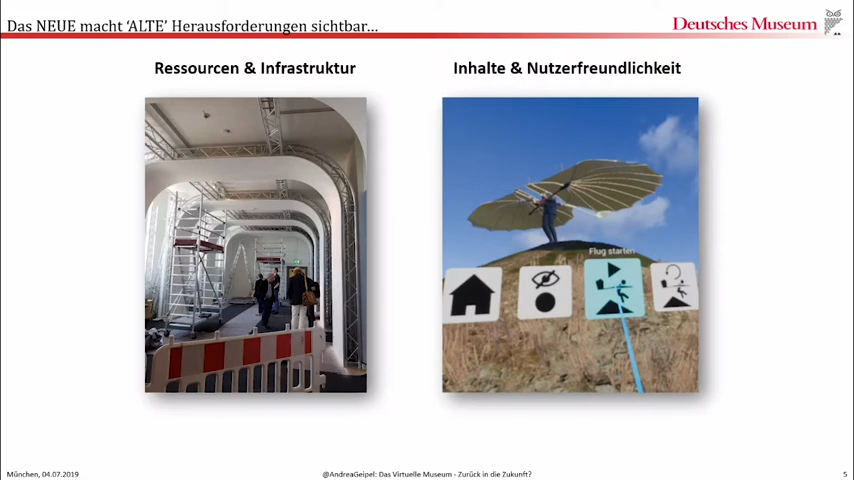 Das NEUE macht ‘ALTE’ Herausforderungen sichtbar...
Deutsches Museum
Ressourcen & Infrastruktur
Inhalte & Nutzerfreundlichkeit
Flug starten
München, 04.07.2019
@AndreaGeipel: Das Virtuelle Museum - Zurück in die Zukunft?
5